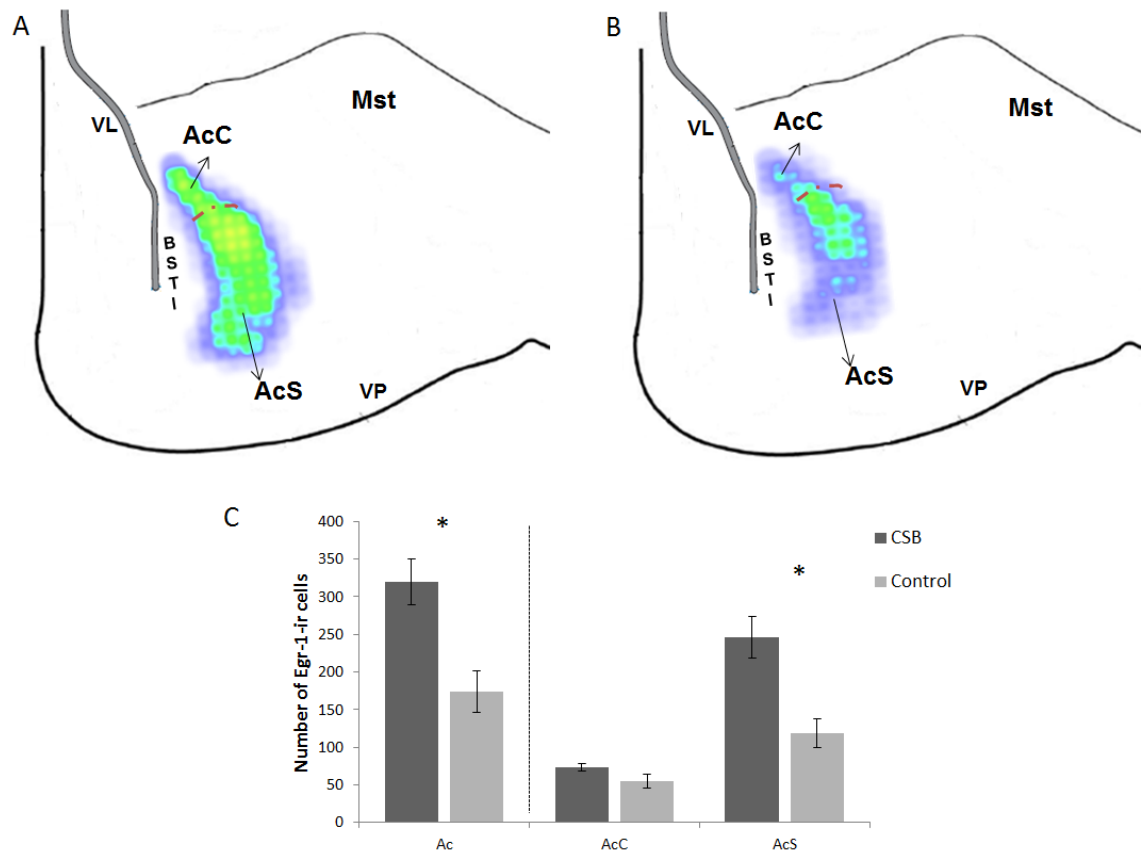 A
VL
AcC
Mst
B
S
T
I
AcS
VP
B
VL
AcC
Mst
B
S
T
I
AcS
VP
C
Number of Egr-1-ir cells
400
350
300
250
200
150
100
50
0
*
*
CSB
Control
Ac
AcC
AcS